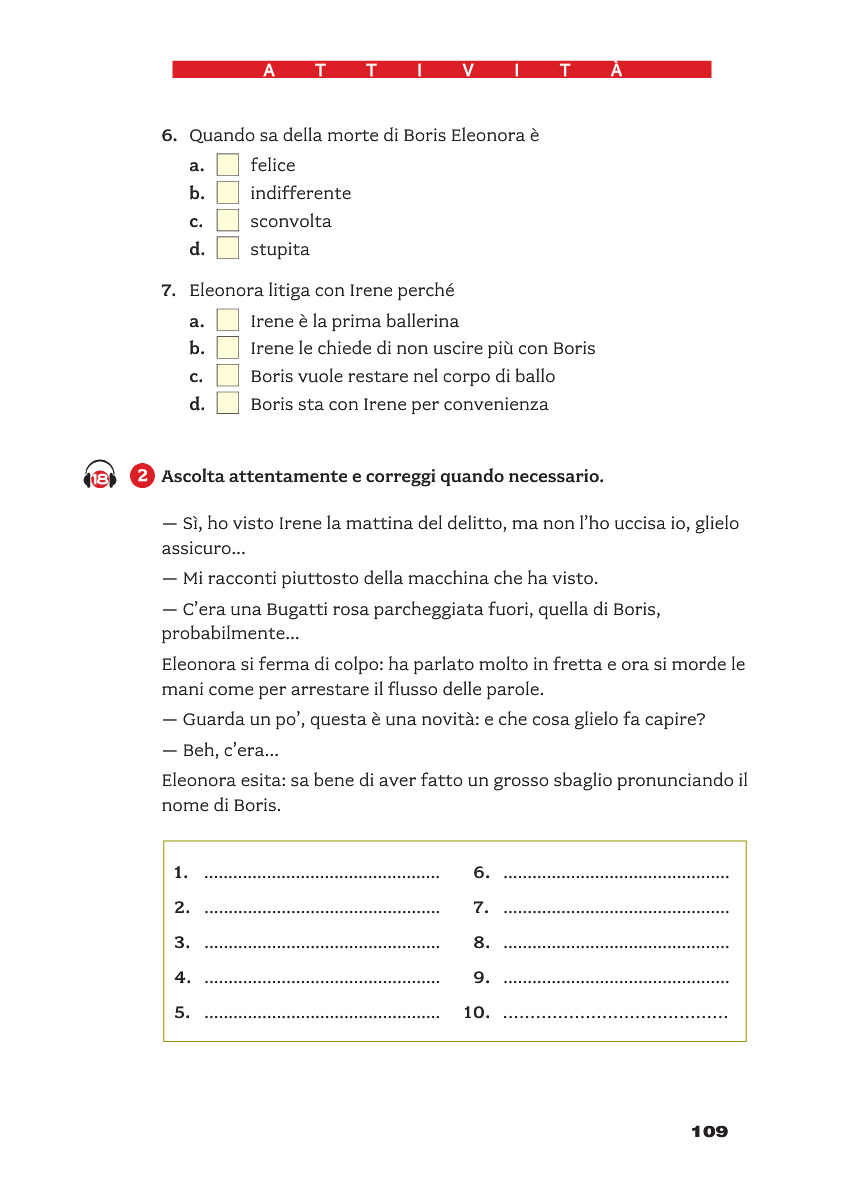 A T T I V I T À
6. Quando sa della morte di Boris Eleonora è
a. felice
b. indifferente
c. sconvolta
d. stupita
7. Eleonora litiga con Irene perché
a. Irene è la prima ballerina
b. Irene le chiede di non uscire più con Boris
c. Boris vuole restare nel corpo di ballo
d. Boris sta con Irene per convenienza
18 2 Ascolta attentamente e correggi quando necessario.
— Sì, ho visto Irene la mattina del delitto, ma non l’ho uccisa io, glielo
assicuro...
— Mi racconti piuttosto della macchina che ha visto.
— C’era una Bugatti rosa parcheggiata fuori, quella di Boris,
probabilmente...
Eleonora si ferma di colpo: ha parlato molto in fretta e ora si morde le
mani come per arrestare il flusso delle parole.
— Guarda un po’, questa è una novità: e che cosa glielo fa capire?
— Beh, c’era...
Eleonora esita: sa bene di aver fatto un grosso sbaglio pronunciando il
nome di Boris.
1. ................................................. 6. ...............................................
2. ................................................. 7. ...............................................
3. ................................................. 8. ...............................................
4. ................................................. 9. ...............................................
5. ................................................. 10. .........................................
109